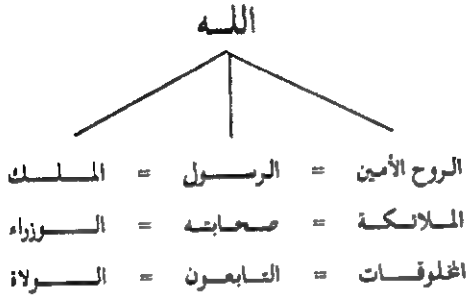 الله
الروح الأمين = الرسول = الملك
الملائكة = صحابته = الوزراء
المخلوقات = التابعون = الولاة